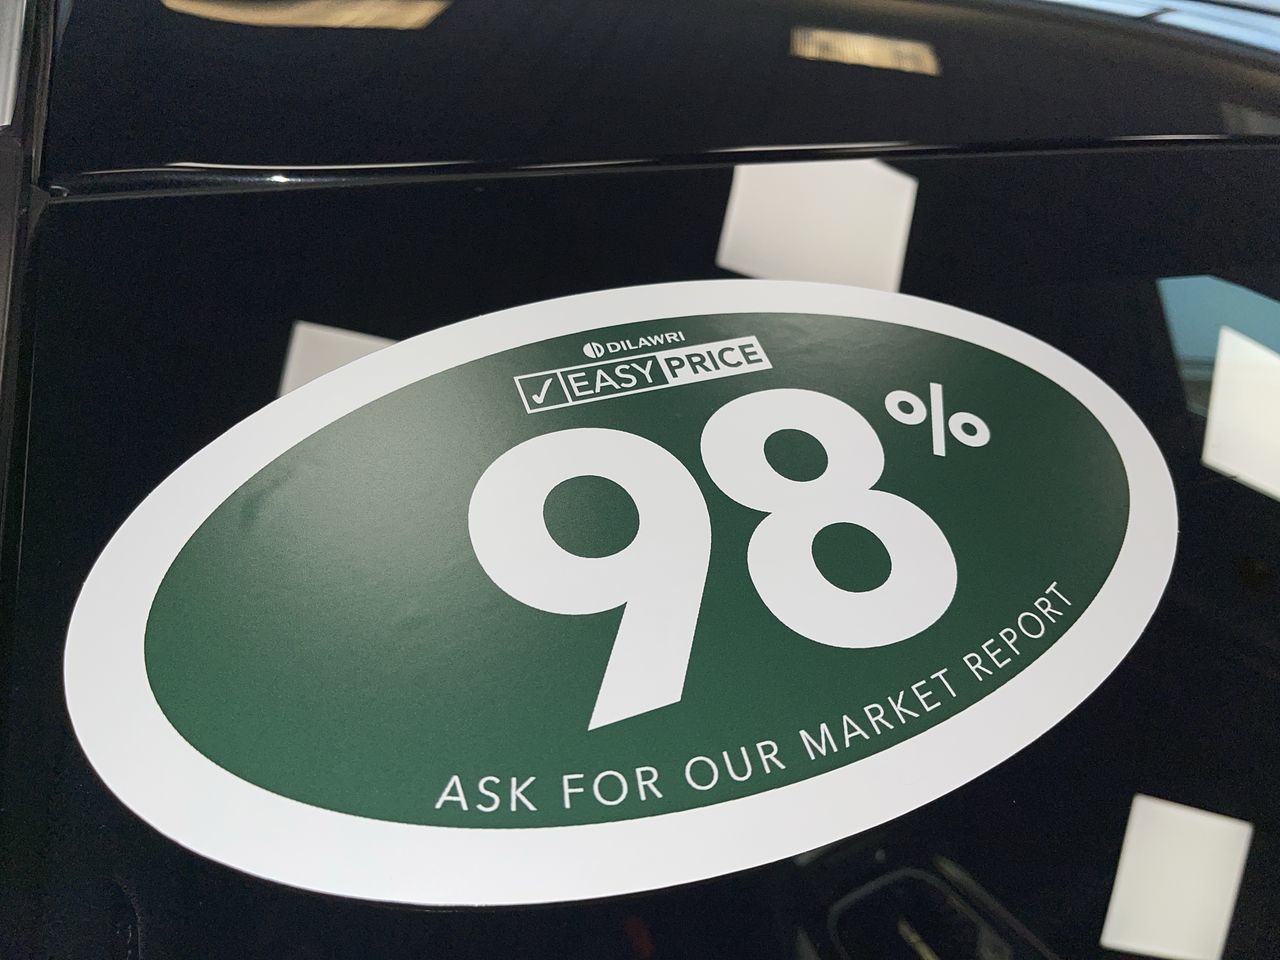 DILAWRI
✓ EASY PRICE
98%
ASK FOR OUR MARKET REPORT